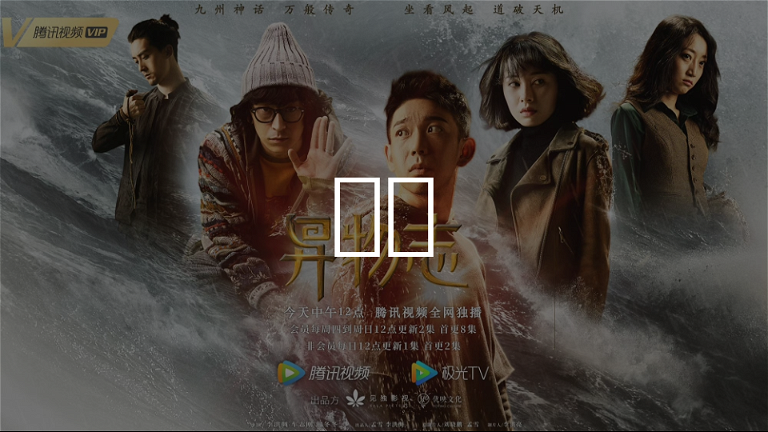 九州神话 万般传奇 坐看风起 道破天机
腾讯视频 VIP
异物志
今天中午12点 腾讯视频全网独播
会员每周四到周日12点更新2集 首更8集
非会员每日12点更新1集 首更2集
腾讯视频 极光TV
出品方